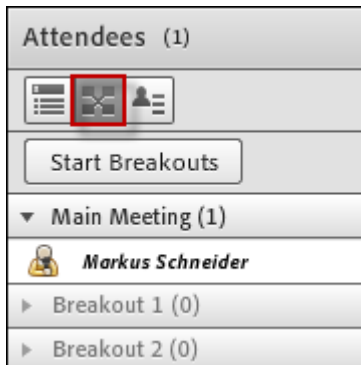 Attendees (1)
Start Breakouts
Main Meeting (1)
Markus Schneider
Breakout 1 (0)
Breakout 2 (0)